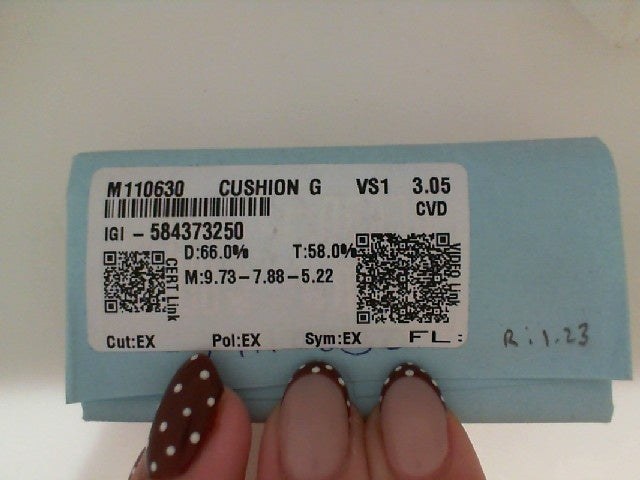 M110630 CUSHION G VS1 3.05
CVD
IGI - 584373250
D:66.0% T:58.0%
M:9.73-7.88-5.22
CERT Link
VIDEO Link
Cut:EX Pol:EX Sym:EX FL:
R:1.23